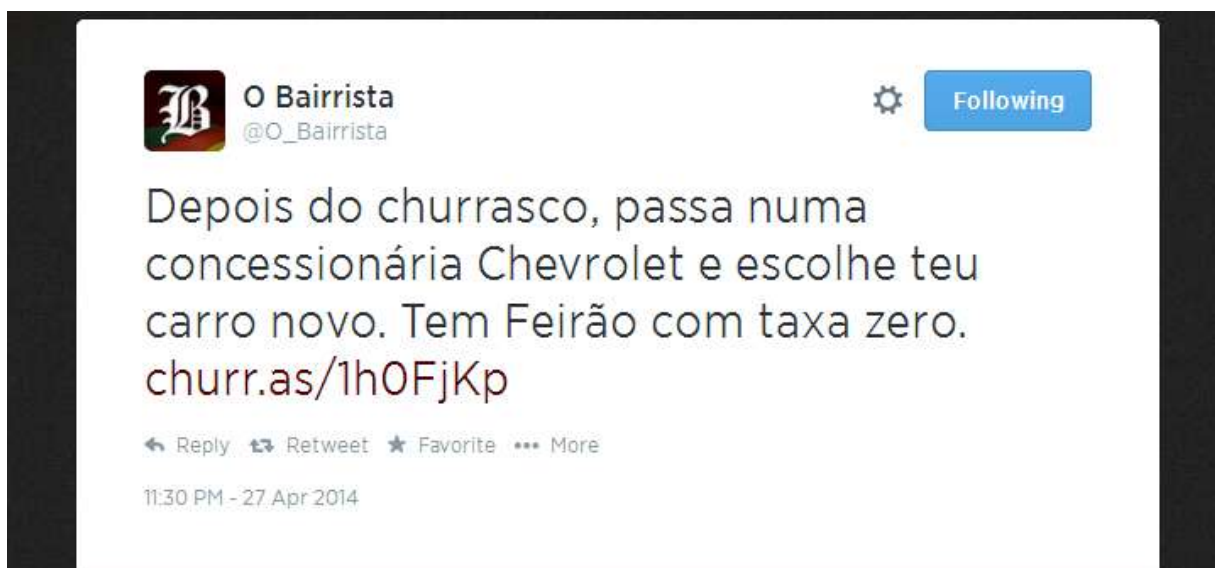 B
O Bairrista
@O_Bairrista
Following
Depois do churrasco, passa numa
concessionária Chevrolet e escolhe teu
carro novo. Tem Feirão com taxa zero.
churr.as/1h0FjKp
Reply Retweet Favorite More
11:30 PM - 27 Apr 2014